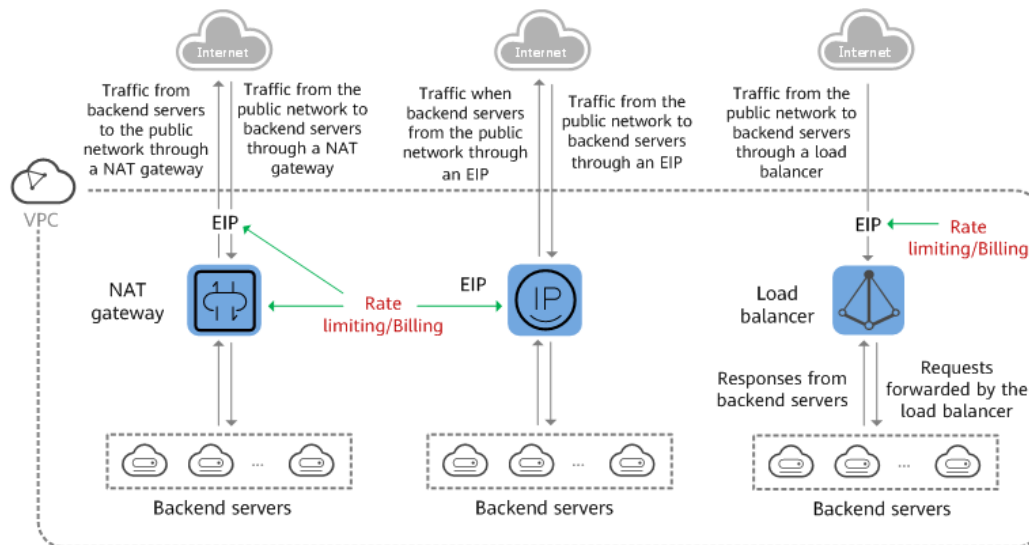 Internet
Internet
Internet
Traffic from
backend servers
to the public
network through
a NAT gateway
Traffic from the
public network to
backend servers
through a NAT
gateway
Traffic when
backend servers
from the public
network through
an EIP
Traffic from the
public network to
backend servers
through an EIP
Traffic from the
public network to
backend servers
through a load
balancer
VPC
EIP
EIP
Rate
limiting/Billing
NAT
gateway
Rate
limiting/Billing
EIP
IP
Load
balancer
Responses from
backend servers
Requests
forwarded by the
load balancer
...
...
...
Backend servers
Backend servers
Backend servers